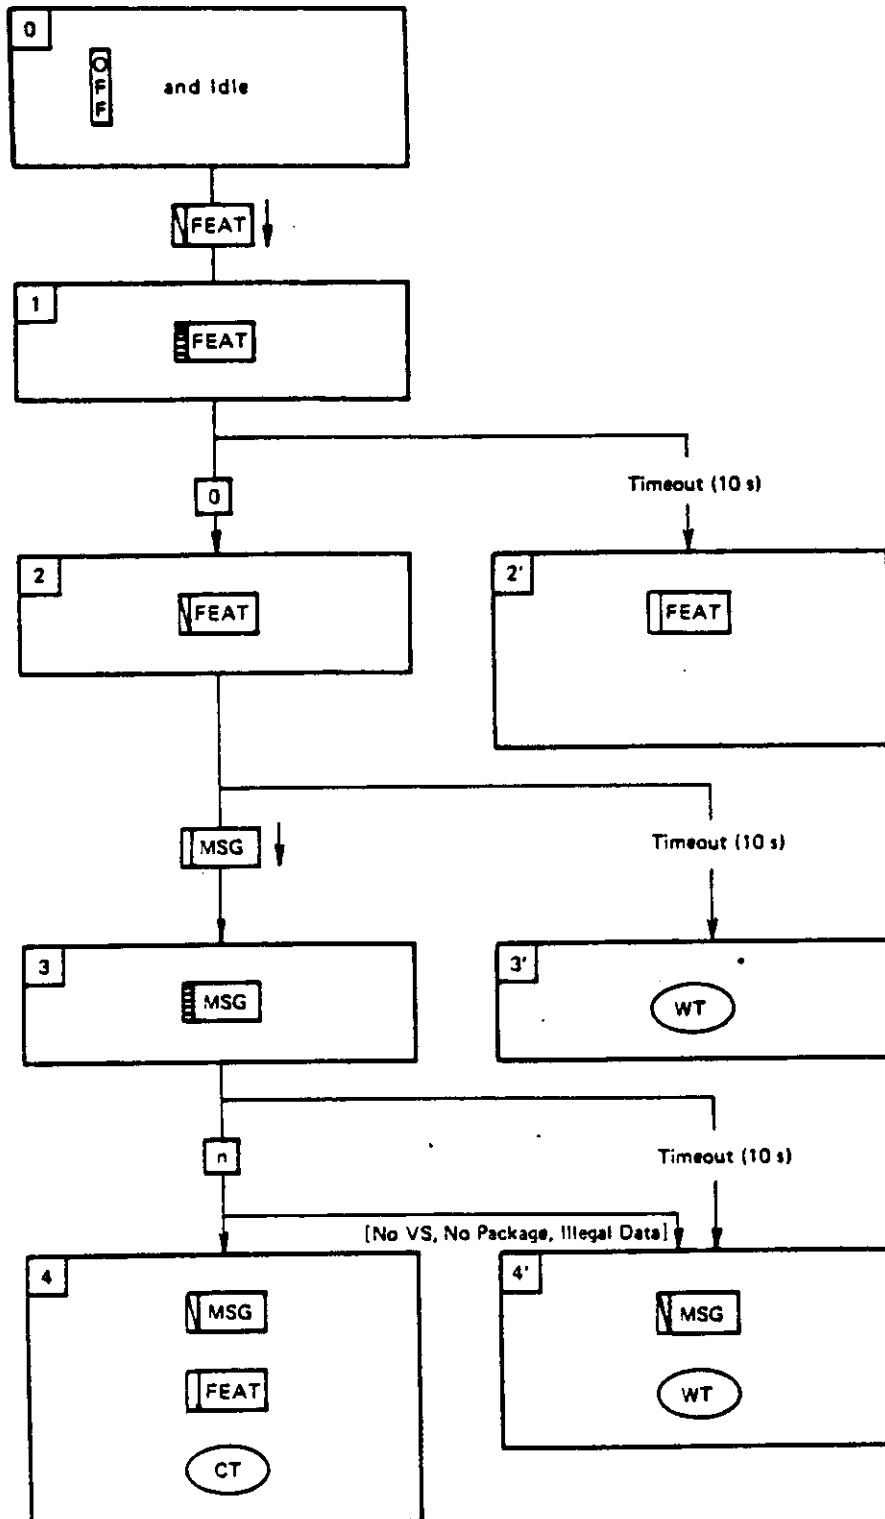 0
OFF
and Idle
FEAT
1
FEAT
0
Timeout (10 s)
2
FEAT
2'
FEAT
MSG
Timeout (10 s)
3
MSG
3'
WT
n
Timeout (10 s)
[No VS, No Package, Illegal Data]
4
MSG
FEAT
CT
4'
MSG
WT